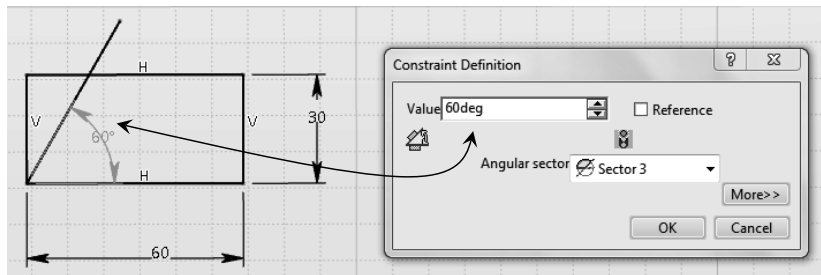 H
V
V
30
60°
H
60
Constraint Definition
?
Value 60deg
Reference
Angular sector
Sector 3
More>>
OK
Cancel